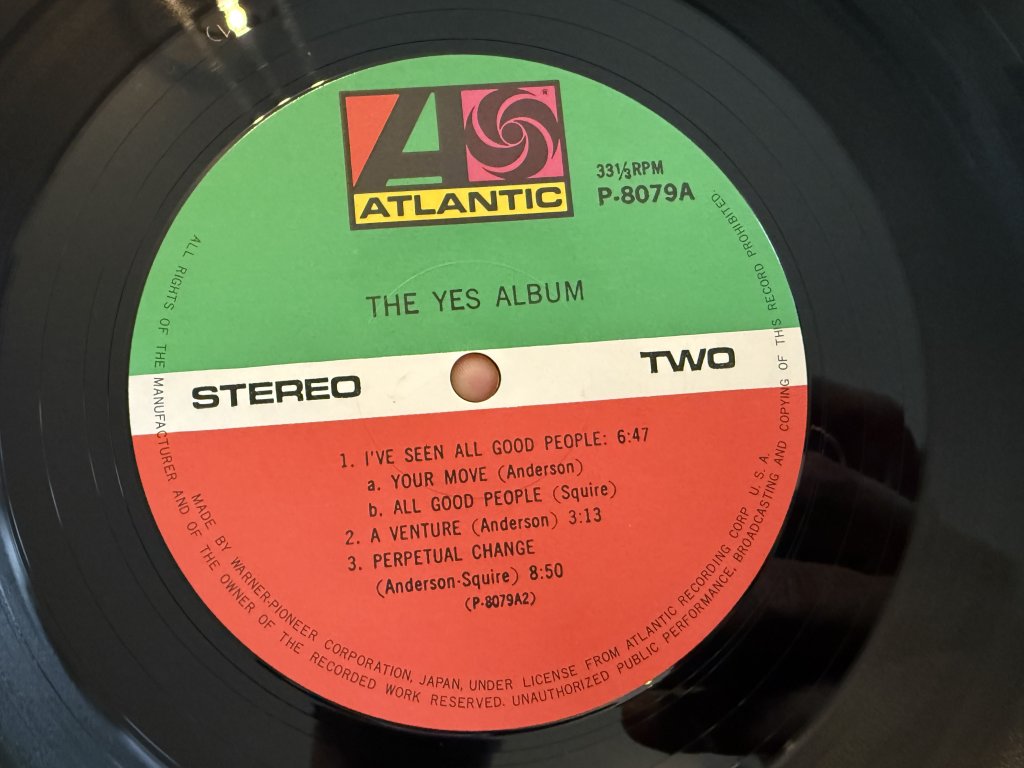 ATLANTIC
®
33⅓RPM
P-8079A
THE YES ALBUM
STEREO
TWO
1. I'VE SEEN ALL GOOD PEOPLE: 6:47
a. YOUR MOVE (Anderson)
b. ALL GOOD PEOPLE (Squire)
2. A VENTURE (Anderson) 3:13
3. PERPETUAL CHANGE
(Anderson-Squire) 8:50
(P-8079A2)
MADE BY WARNER-PIONEER CORPORATION, JAPAN, UNDER LICENSE FROM ATLANTIC RECORDING CORP U. S. A.
ALL RIGHTS OF THE MANUFACTURER AND OF THE OWNER OF THE RECORDED WORK RESERVED. UNAUTHORIZED PUBLIC PERFORMANCE, BROADCASTING AND COPYING OF THIS RECORD PROHIBITED.